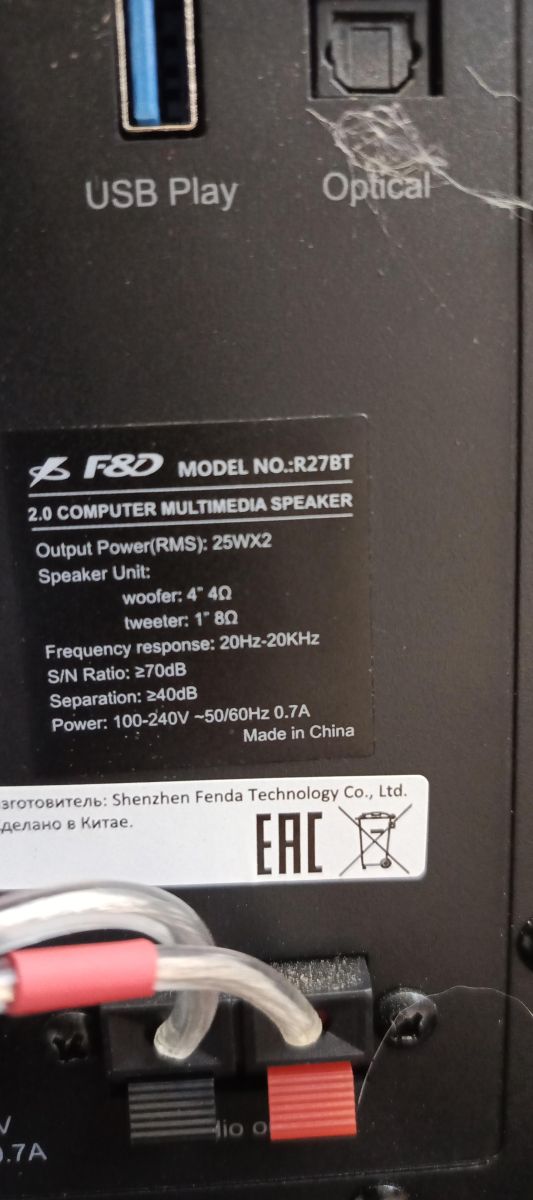 USB Play
Optical
F&D MODEL NO.:R27BT
2.0 COMPUTER MULTIMEDIA SPEAKER
Output Power(RMS): 25WX2
Speaker Unit:
woofer: 4" 4Ω
tweeter: 1" 8Ω
Frequency response: 20Hz-20KHz
S/N Ratio: ≥70dB
Separation: ≥40dB
Power: 100-240V ~50/60Hz 0.7A
Made in China
зготовитель: Shenzhen Fenda Technology Co., Ltd.
делано в Китае.
EAC
V
.7A